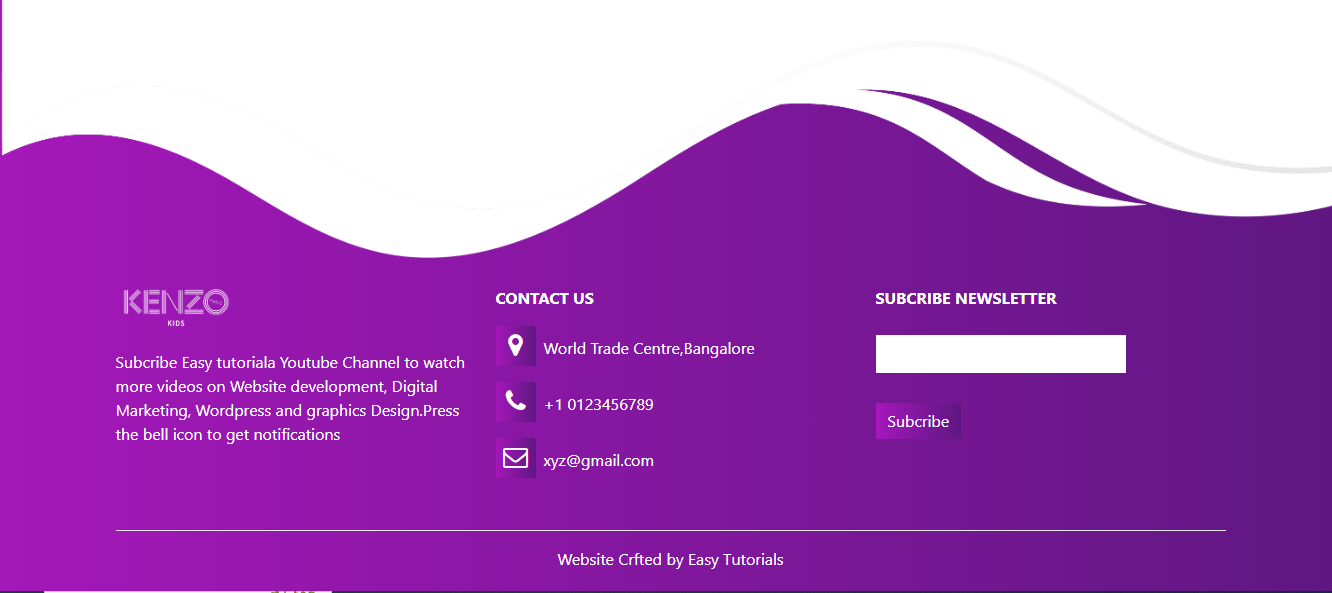 KENZO
KIDS
Subcribe Easy tutoriala Youtube Channel to watch
more videos on Website development, Digital
Marketing, Wordpress and graphics Design.Press
the bell icon to get notifications
CONTACT US
World Trade Centre,Bangalore
+1 0123456789
xyz@gmail.com
SUBCRIBE NEWSLETTER
Subcribe
Website Crfted by Easy Tutorials